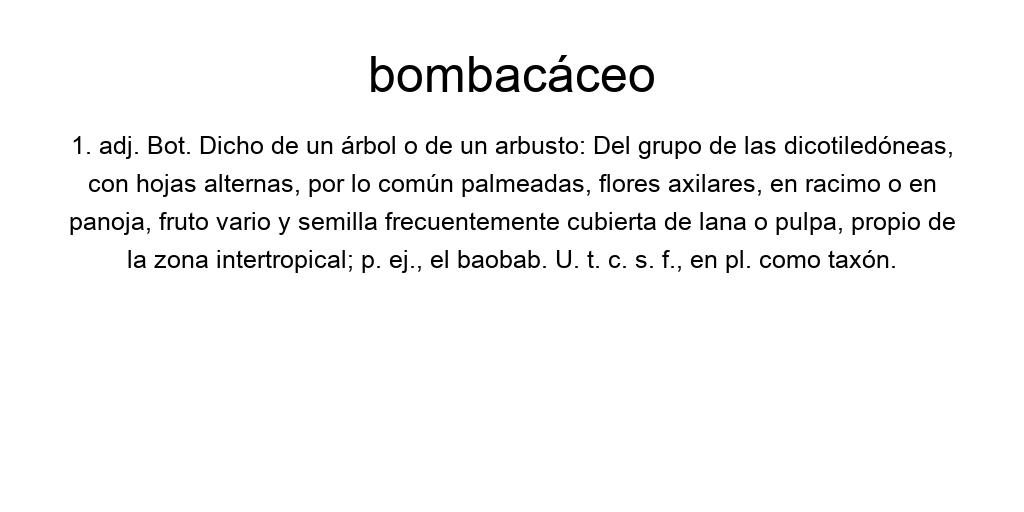 bombacáceo
1. adj. Bot. Dicho de un árbol o de un arbusto: Del grupo de las dicotiledóneas,
con hojas alternas, por lo común palmeadas, flores axilares, en racimo o en
panoja, fruto vario y semilla frecuentemente cubierta de lana o pulpa, propio de
la zona intertropical; p. ej., el baobab. U. t. c. s. f., en pl. como taxón.